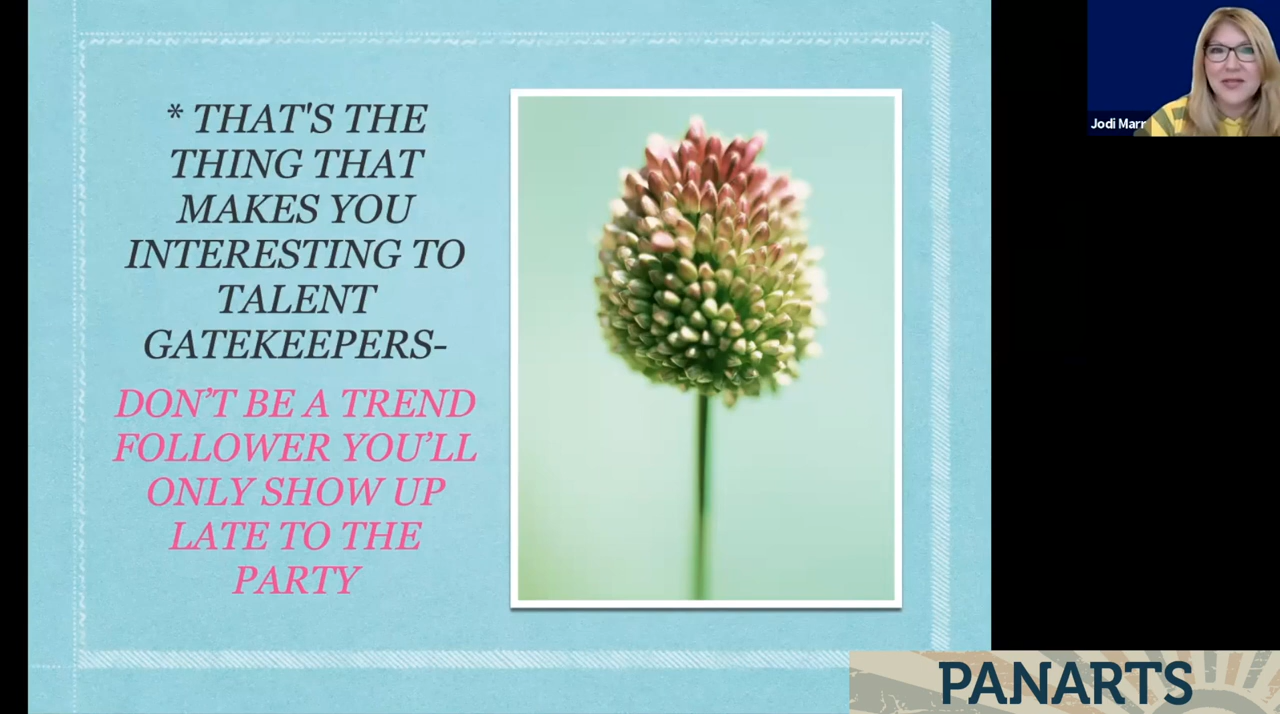 * THAT'S THE
THING THAT
MAKES YOU
INTERESTING TO
TALENT
GATEKEEPERS-
DON’T BE A TREND
FOLLOWER YOU’LL
ONLY SHOW UP
LATE TO THE
PARTY
Jodi Marr
PANARTS